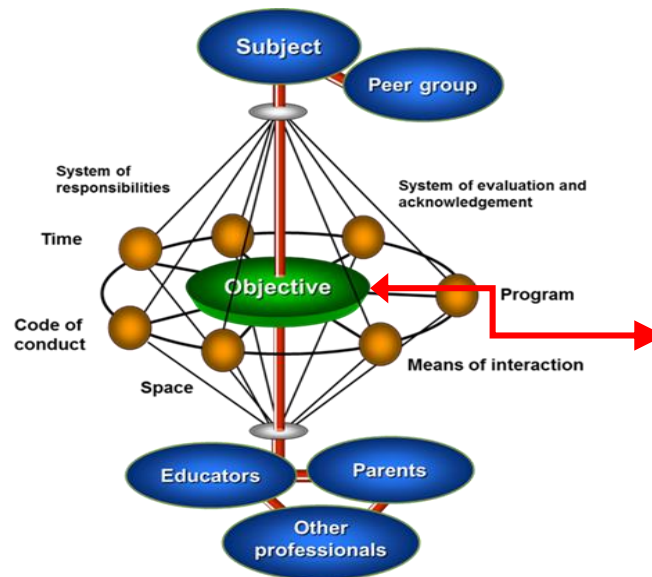 Subject
Peer group
System of
responsibilities
System of evaluation and
acknowledgement
Time
Objective
Program
Code of
conduct
Space
Means of interaction
Educators
Parents
Other
professionals